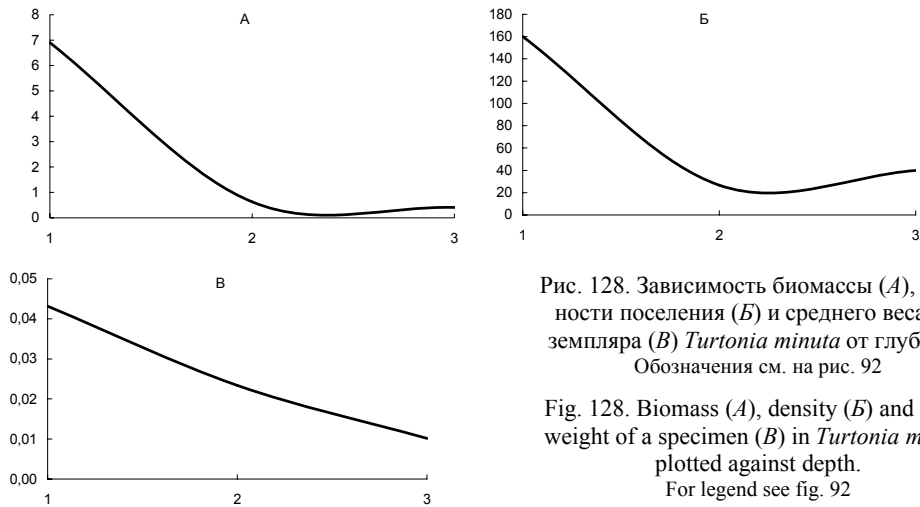 А
8
7
6
5
4
3
2
1
0
1 2 3
Б
180
160
140
120
100
80
60
40
20
0
1 2 3
В
0,05
0,04
0,03
0,02
0,01
0,00
1 2 3
Рис. 128. Зависимость биомассы (А),
ности поселения (Б) и среднего веса
земпляра (В) Turtonia minuta от глуб
Обозначения см. на рис. 92
Fig. 128. Biomass (A), density (Б) and
weight of a specimen (B) in Turtonia m
plotted against depth.
For legend see fig. 92